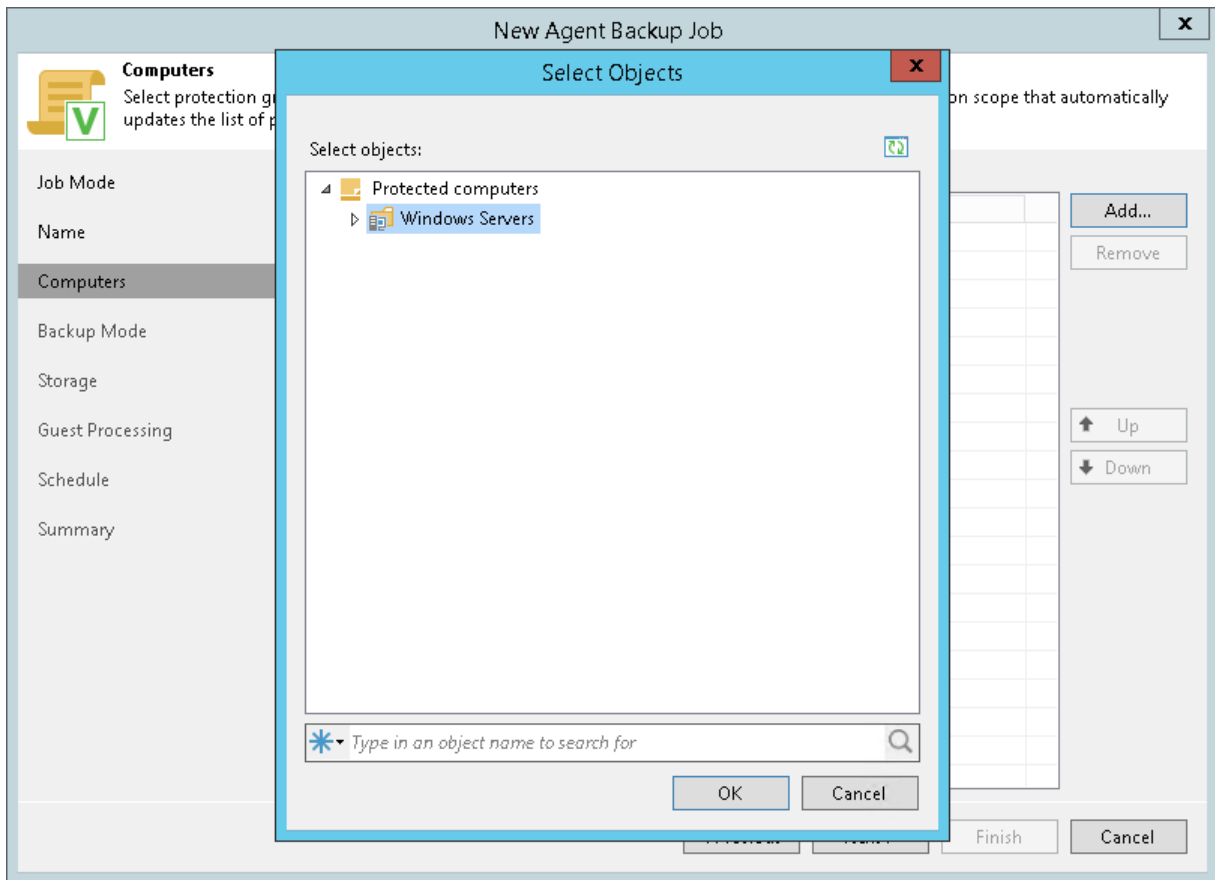 New Agent Backup Job
x
Computers
Select protection g
on scope that automatically
updates the list of
Select Objects
x
Select objects:
Protected computers
Windows Servers
Job Mode
Name
Computers
Backup Mode
Storage
Guest Processing
Schedule
Summary
Add...
Remove
Up
Down
Type in an object name to search for
OK
Cancel
Finish
Cancel